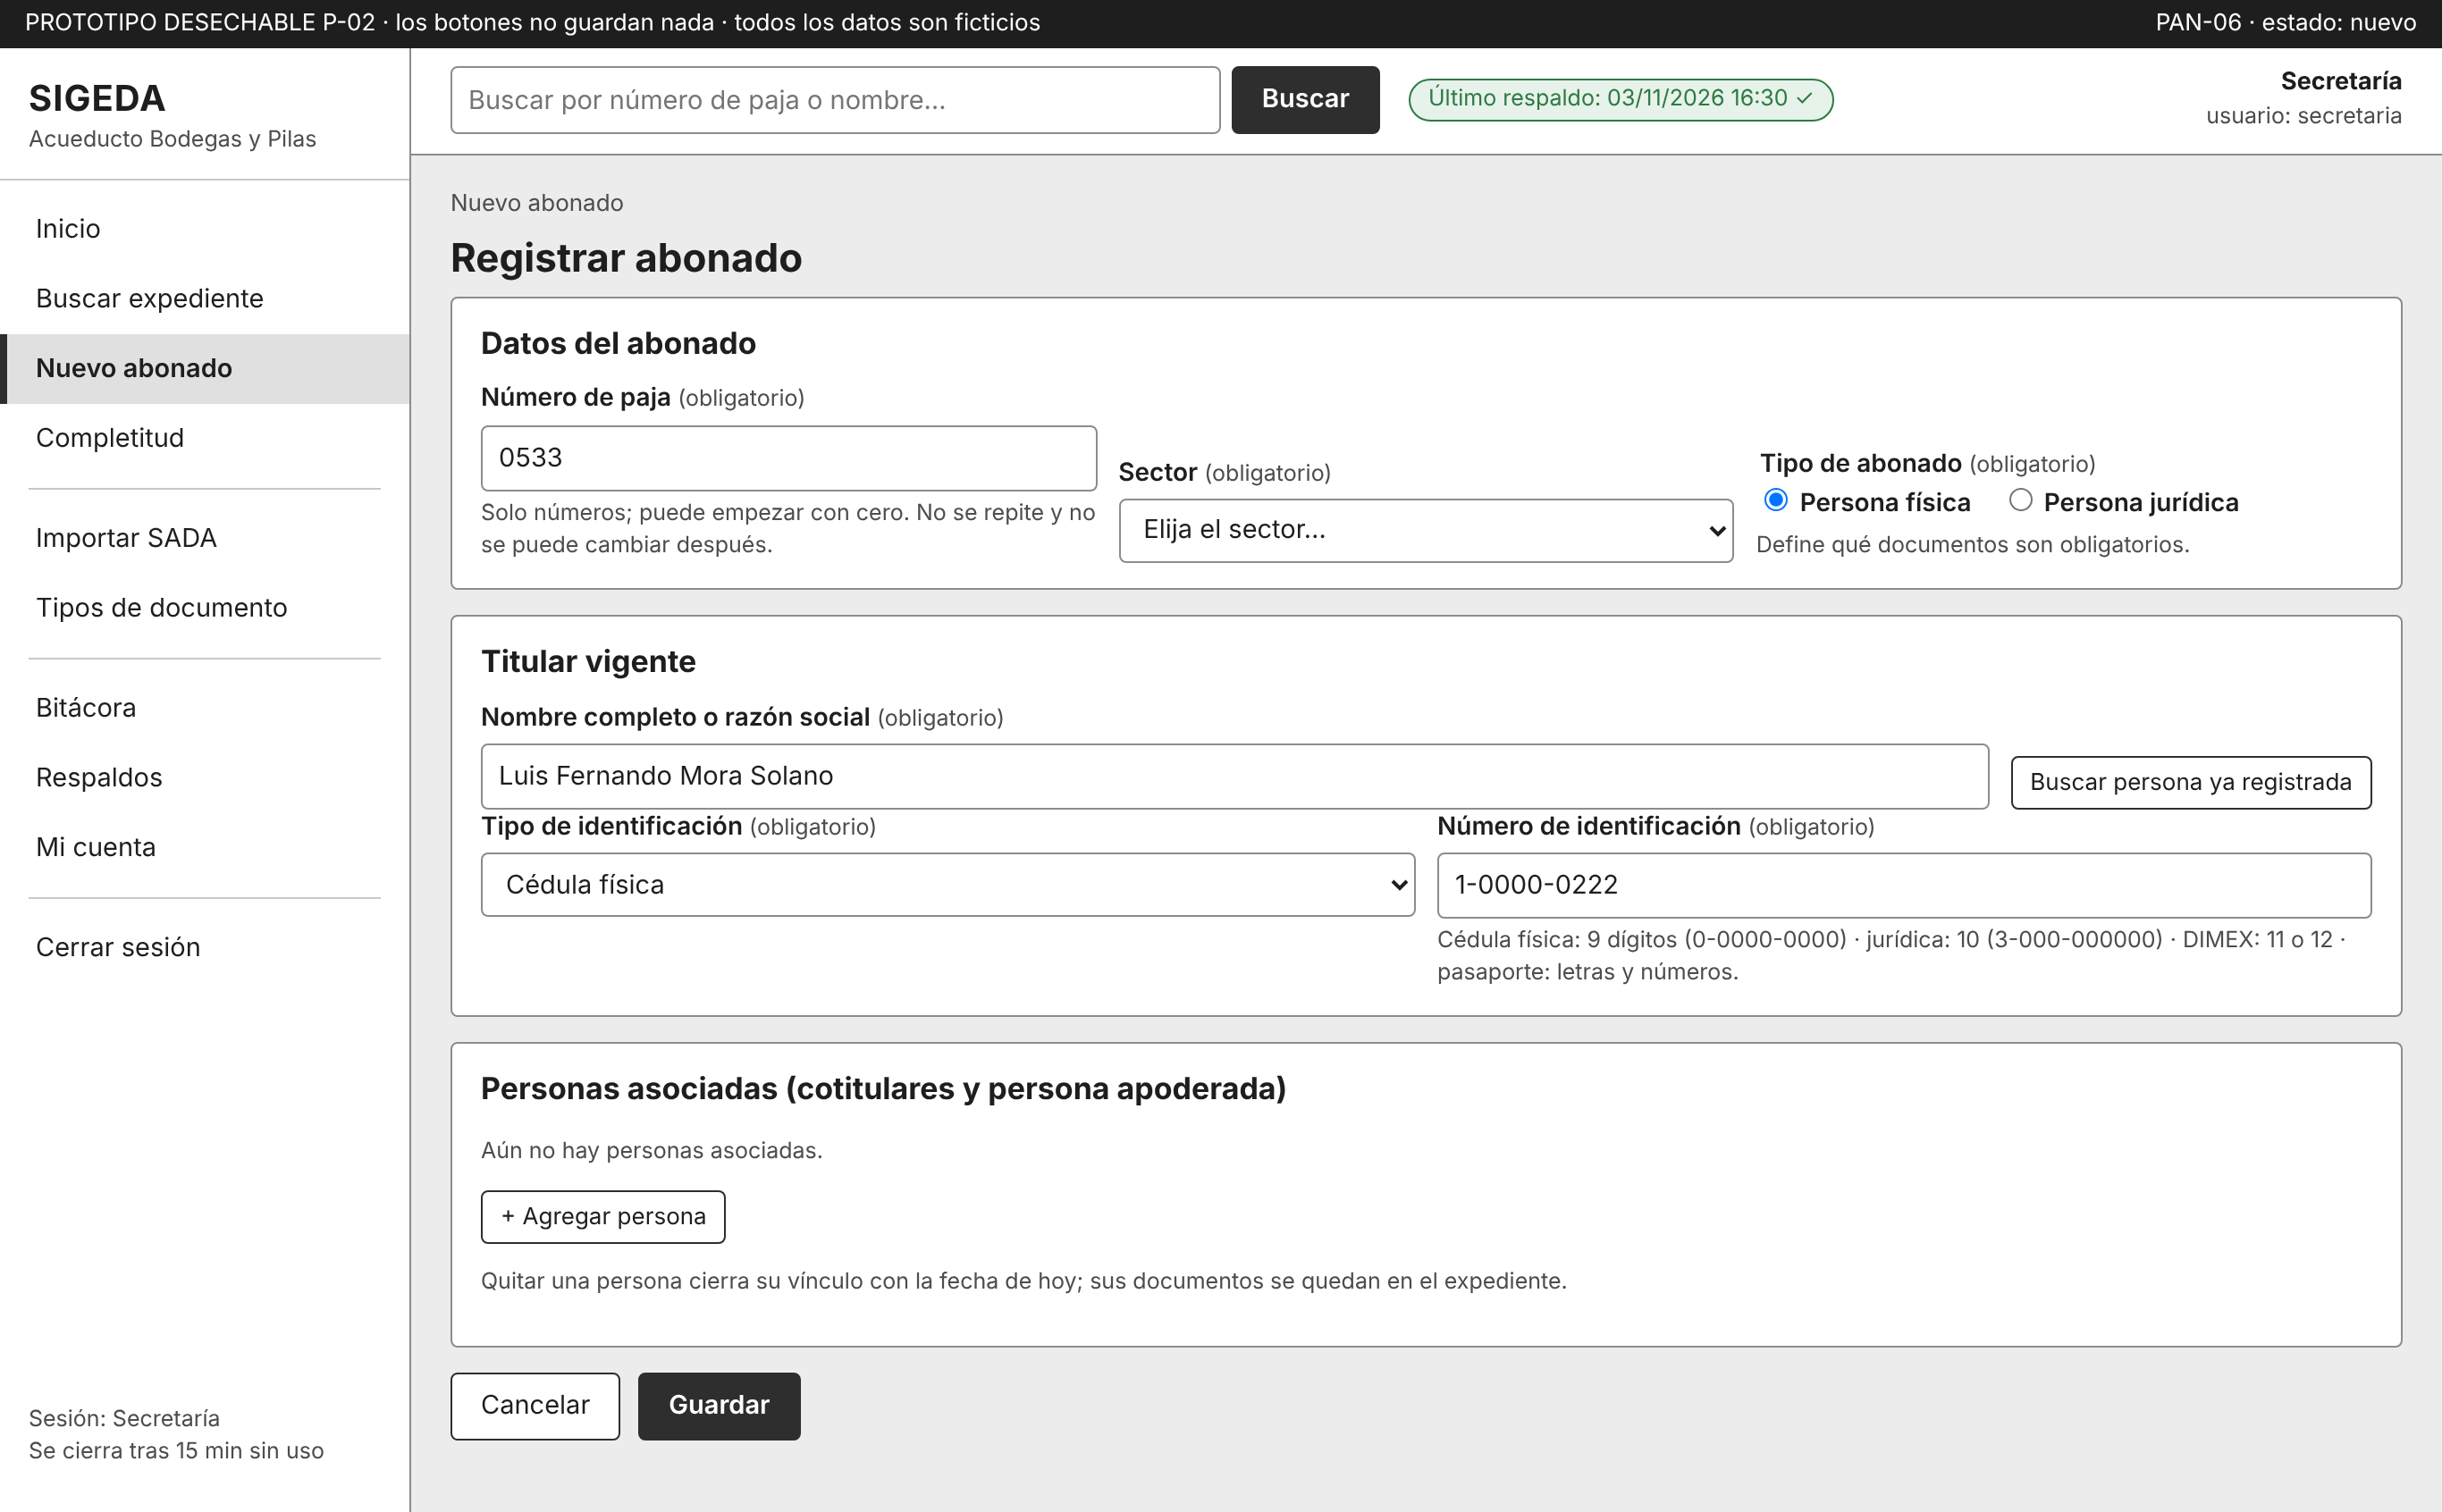 PROTOTIPO DESECHABLE P-02 · los botones no guardan nada · todos los datos son ficticios
PAN-06 · estado: nuevo
SIGEDA
Acueducto Bodegas y Pilas
Inicio
Buscar expediente
Nuevo abonado
Completitud
Importar SADA
Tipos de documento
Bitácora
Respaldos
Mi cuenta
Cerrar sesión
Sesión: Secretaría
Se cierra tras 15 min sin uso
Buscar por número de paja o nombre...
Buscar
Último respaldo: 03/11/2026 16:30 ✓
Secretaría
usuario: secretaria
Nuevo abonado
Registrar abonado
Datos del abonado
Número de paja (obligatorio)
0533
Solo números; puede empezar con cero. No se repite y no
se puede cambiar después.
Sector (obligatorio)
Elija el sector...
Tipo de abonado (obligatorio)
Persona física
Persona jurídica
Define qué documentos son obligatorios.
Titular vigente
Nombre completo o razón social (obligatorio)
Luis Fernando Mora Solano
Buscar persona ya registrada
Tipo de identificación (obligatorio)
Cédula física
Número de identificación (obligatorio)
1-0000-0222
Cédula física: 9 dígitos (0-0000-0000) · jurídica: 10 (3-000-000000) · DIMEX: 11 o 12 ·
pasaporte: letras y números.
Personas asociadas (cotitulares y persona apoderada)
Aún no hay personas asociadas.
+ Agregar persona
Quitar una persona cierra su vínculo con la fecha de hoy; sus documentos se quedan en el expediente.
Cancelar
Guardar